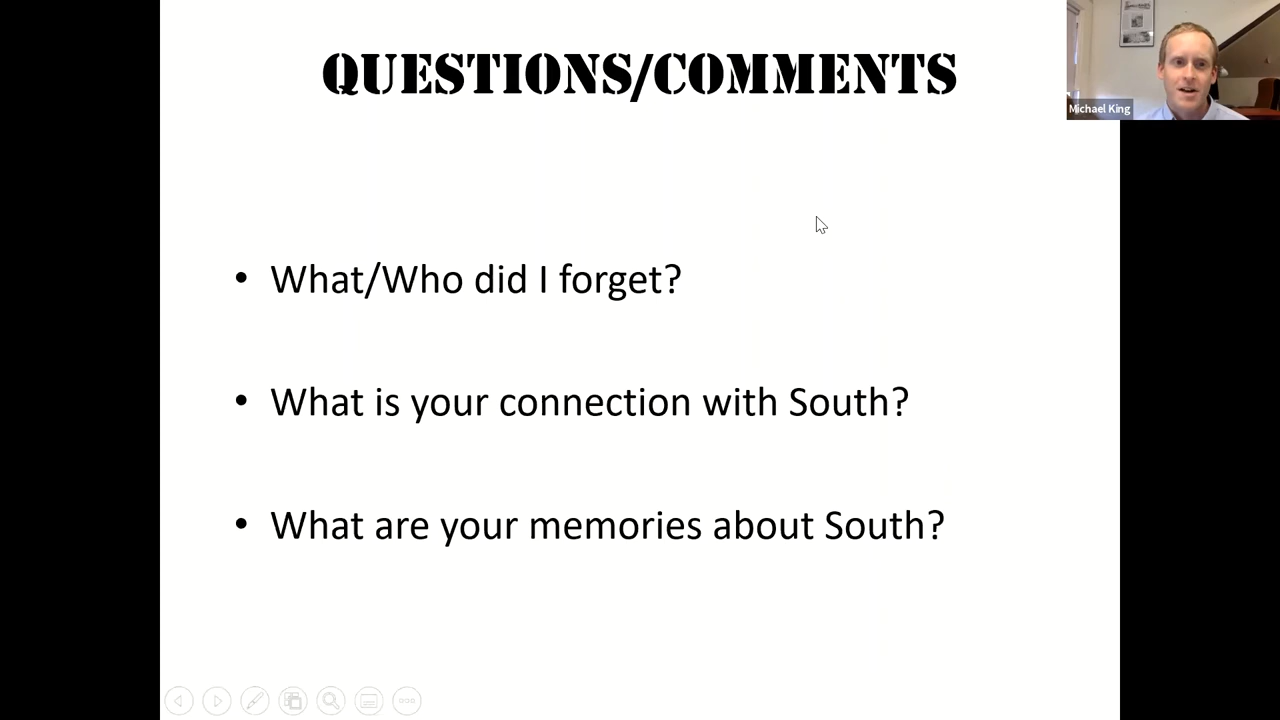 QUESTIONS/COMMENTS
Michael King
• What/Who did I forget?
• What is your connection with South?
• What are your memories about South?